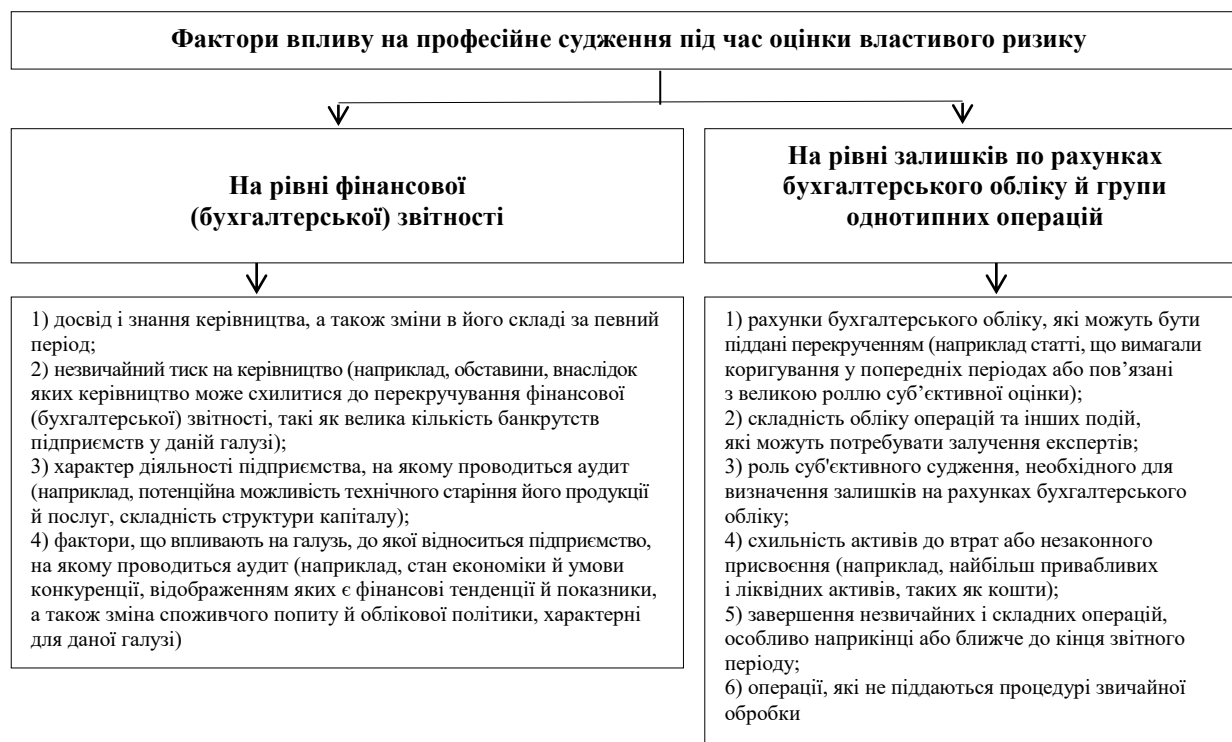 Фактори впливу на професійне судження під час оцінки властивого ризику
На рівні фінансової
(бухгалтерської) звітності
На рівні залишків по рахунках
бухгалтерського обліку й групи
однотипних операцій
1) досвід і знання керівництва, а також зміни в його складі за певний
період;
2) незвичайний тиск на керівництво (наприклад, обставини, внаслідок
яких керівництво може схилитися до перекручування фінансової
(бухгалтерської) звітності, такі як велика кількість банкрутств
підприємств у даній галузі);
3) характер діяльності підприємства, на якому проводиться аудит
(наприклад, потенційна можливість технічного старіння його продукції
й послуг, складність структури капіталу);
4) фактори, що впливають на галузь, до якої відноситься підприємство,
на якому проводиться аудит (наприклад, стан економіки й умови
конкуренції, відображенням яких є фінансові тенденції й показники,
а також зміна споживчого попиту й облікової політики, характерні
для даної галузі)
1) рахунки бухгалтерського обліку, які можуть бути
піддані перекрученням (наприклад статті, що вимагали
коригування у попередніх періодах або пов’язані
з великою роллю суб’єктивної оцінки);
2) складність обліку операцій та інших подій,
які можуть потребувати залучення експертів;
3) роль суб'єктивного судження, необхідного для
визначення залишків на рахунках бухгалтерського
обліку;
4) схильність активів до втрат або незаконного
присвоєння (наприклад, найбільш привабливих
і ліквідних активів, таких як кошти);
5) завершення незвичайних і складних операцій,
особливо наприкінці або ближче до кінця звітного
періоду;
6) операції, які не піддаються процедурі звичайної
обробки